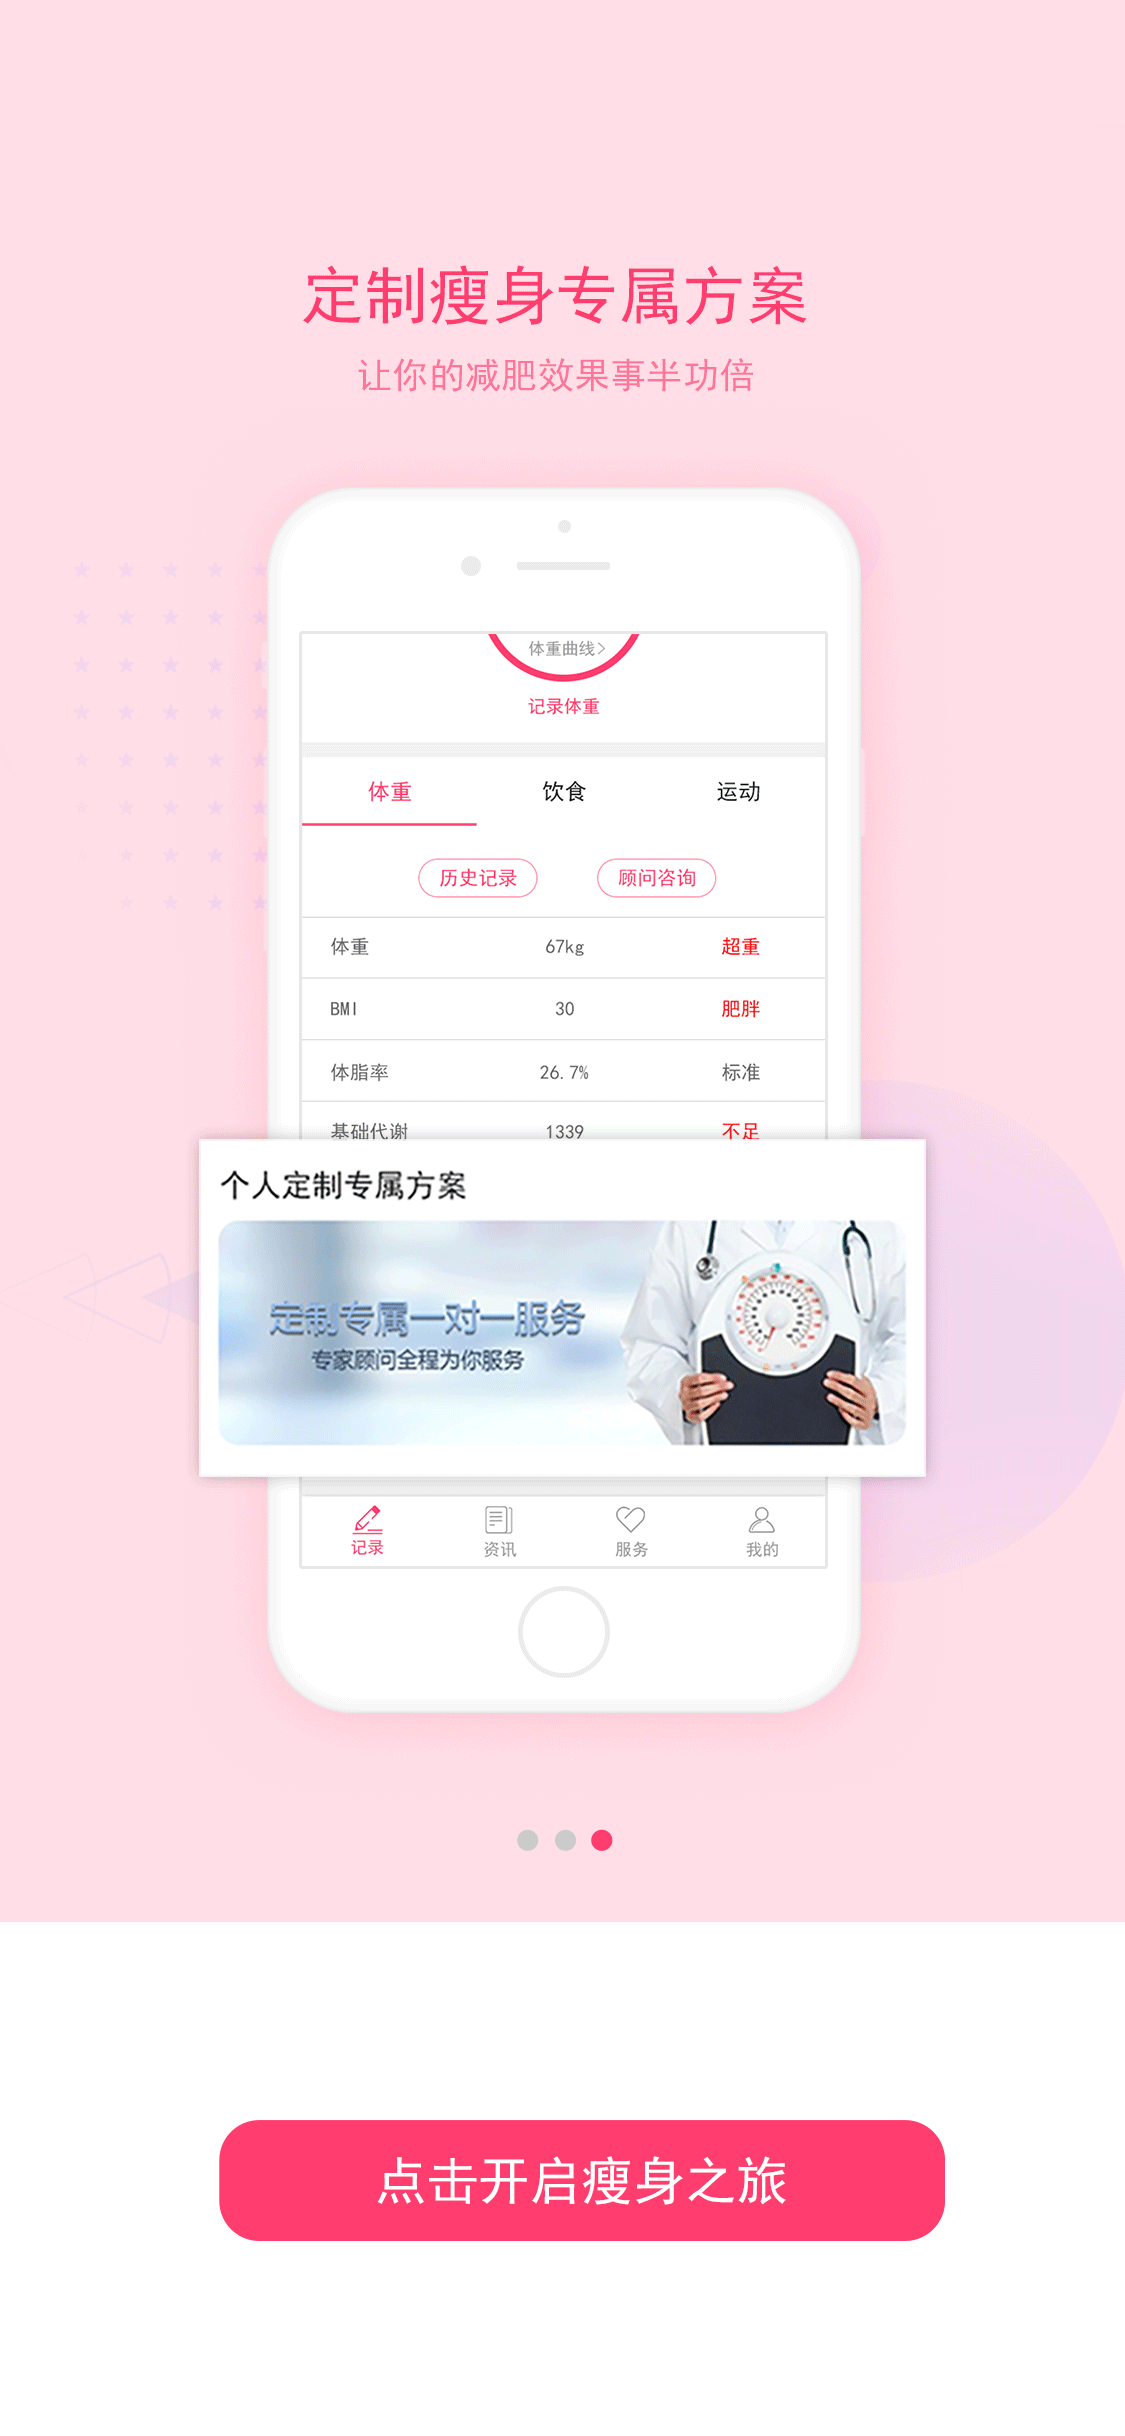 定制瘦身专属方案
让你的减肥效果事半功倍
体重曲线>
记录体重
体重 饮食 运动
历史记录 顾问咨询
体重 67kg 超重
BMI 30 肥胖
体脂率 26.7% 标准
基础代谢 1339 不足
个人定制专属方案
定制专属一对一服务
专家顾问全程为你服务
记录 资讯 服务 我的
点击开启瘦身之旅